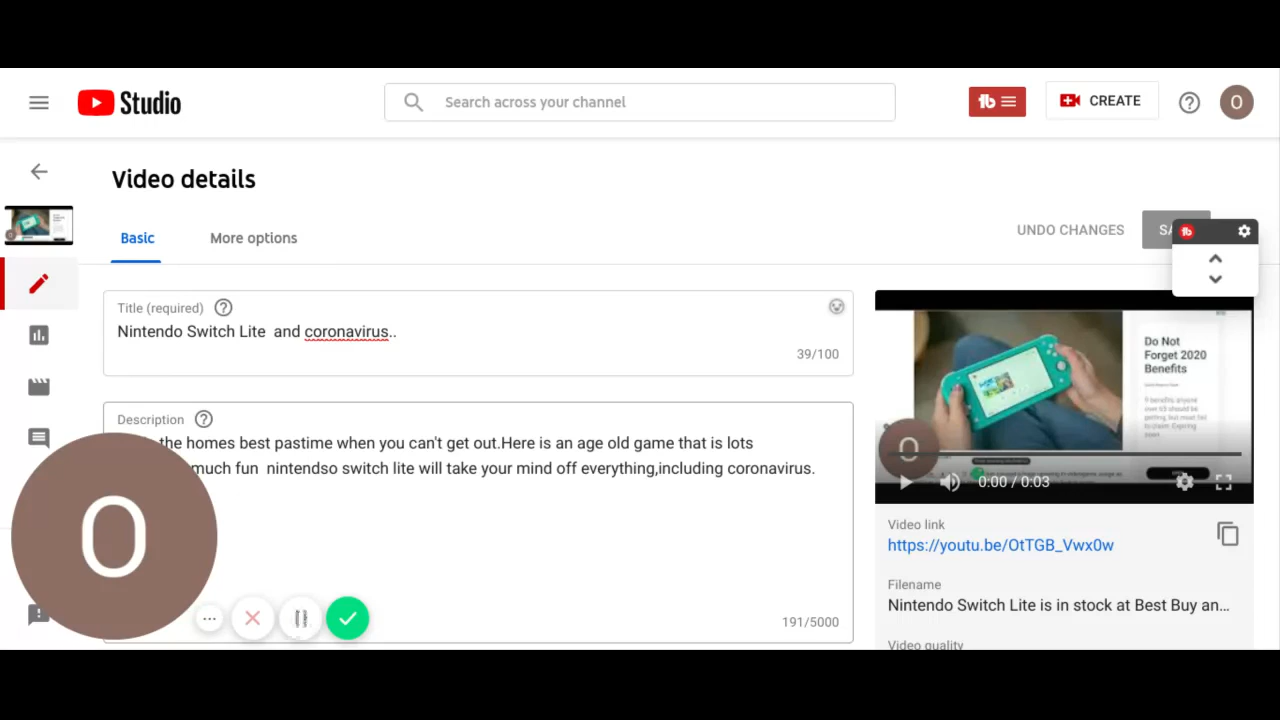 Studio
Search across your channel
CREATE
O
Video details
Basic
More options
UNDO CHANGES
SA
Title (required)
Nintendo Switch Lite  and coronavirus..
39/100
Description
the homes best pastime when you can't get out.Here is an age old game that is lots
much fun  nintendso switch lite will take your mind off everything,including coronavirus.
191/5000
O
Do Not
Forget 2020
Benefits
O
0:00 / 0:03
Video link
https://youtu.be/OtTGB_Vwx0w
Filename
Nintendo Switch Lite is in stock at Best Buy an...
Video quality